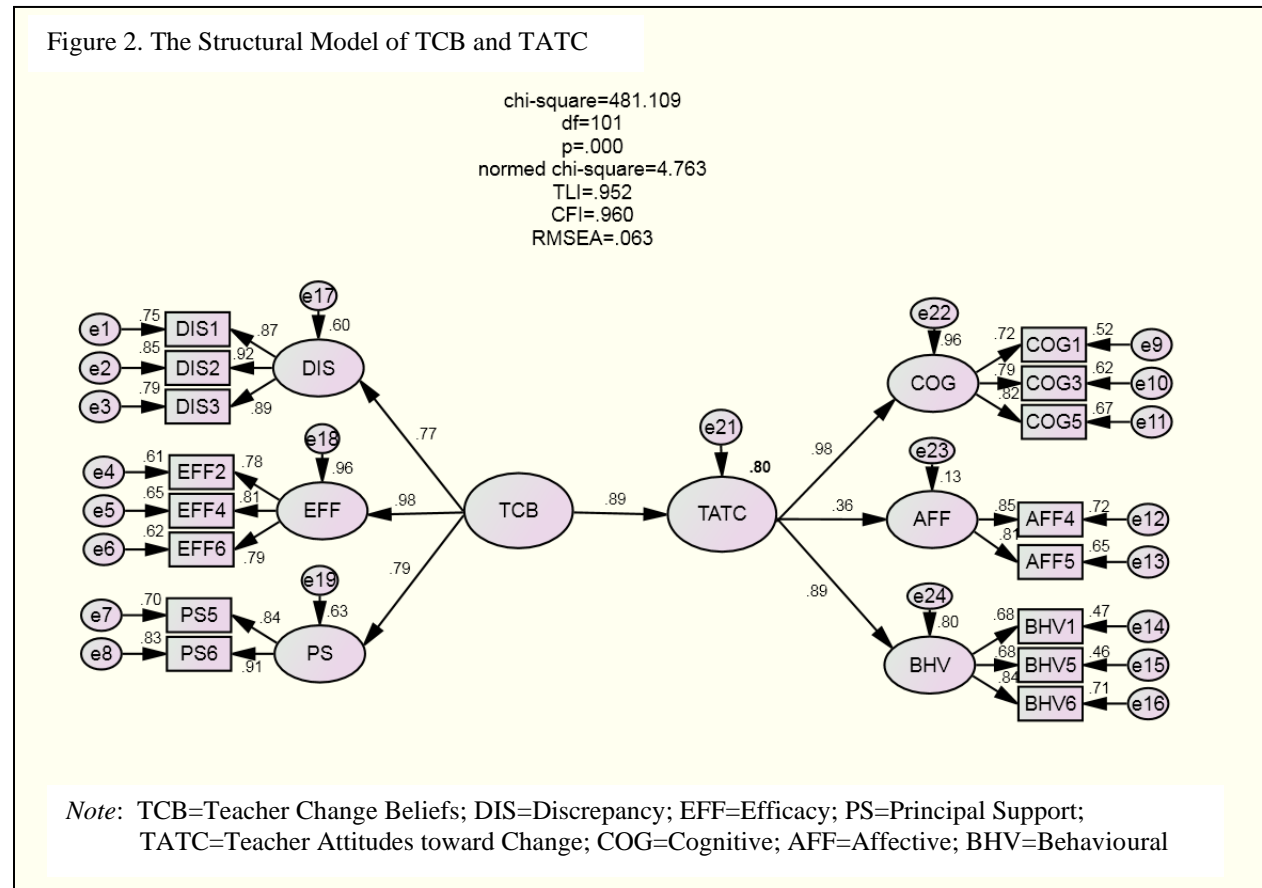 Figure 2. The Structural Model of TCB and TATC
chi-square=481.109
df=101
p=.000
normed chi-square=4.763
TLI=.952
CFI=.960
RMSEA=.063
e17
.60
e1
.75
DIS1
.87
e2
.85
DIS2
.92
DIS
e3
.79
DIS3
.89
.77
e18
.96
e4
.61
EFF2
.78
e5
.65
EFF4
.81
EFF
.98
e6
.62
EFF6
.79
TCB
.89
e19
.63
.79
e7
.70
PS5
.84
e8
.83
PS6
.91
PS
e21
.80
TATC
e22
.96
COG
.98
.72
COG1
.52
e9
.79
COG3
.62
e10
.82
COG5
.67
e11
e23
.13
.36
AFF
.85
AFF4
.72
e12
.81
AFF5
.65
e13
.89
e24
.80
BHV
.68
BHV1
.47
e14
.68
BHV5
.46
e15
.84
BHV6
.71
e16
Note: TCB=Teacher Change Beliefs; DIS=Discrepancy; EFF=Efficacy; PS=Principal Support;
TATC=Teacher Attitudes toward Change; COG=Cognitive; AFF=Affective; BHV=Behavioural